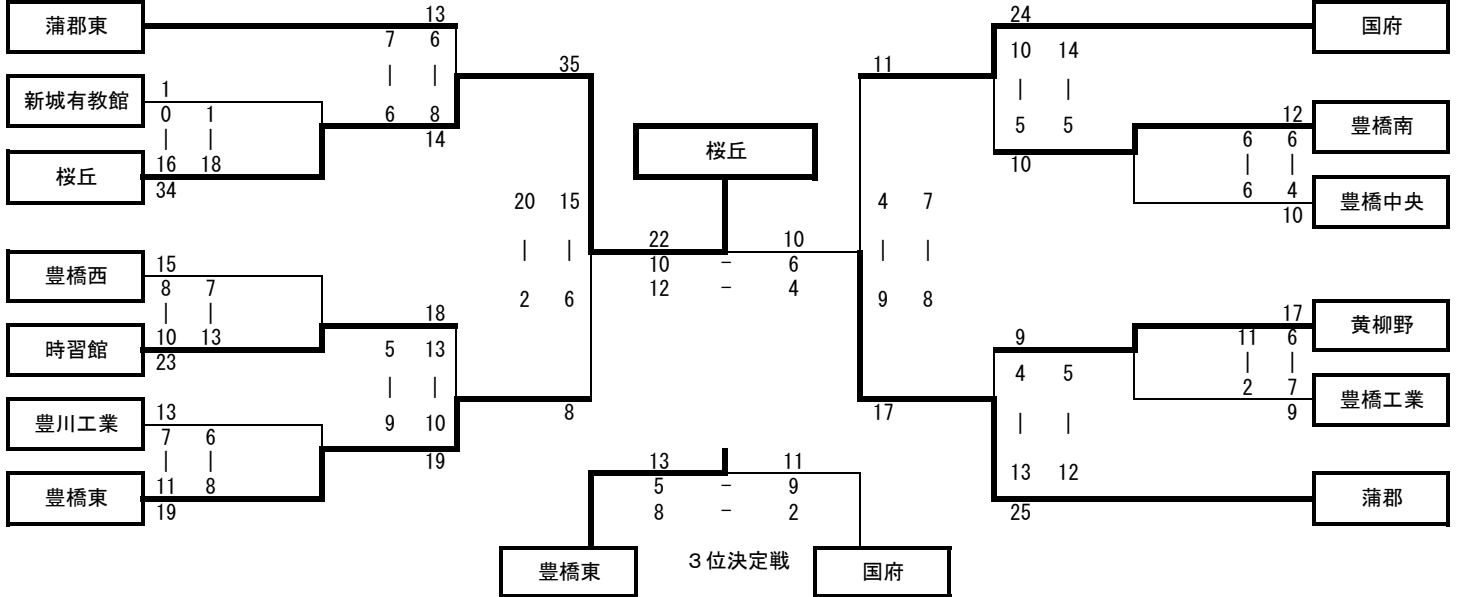 蒲郡東 13 24 国府
7 6 10 14
| | | |
6 8 5 5
14 10
新城有教館 1
0 1
| |
16 18
桜丘 34
35 11
桜丘
12 豊橋南
6 6
| |
6 4
10 豊橋中央
20 15 4 7
| | | |
2 6 9 8
22 10
10 - 6
12 - 4
豊橋西 15
8 7
| |
10 13
時習館 23
18 9
5 13 4 5
| | | |
9 10 13 12
19 25
17 黄柳野
11 6
| |
2 7
9 豊橋工業
豊川工業 13
7 6
| |
11 8
豊橋東 19
8 17
蒲郡
13 11
5 - 9
8 - 2
豊橋東 3位決定戦 国府